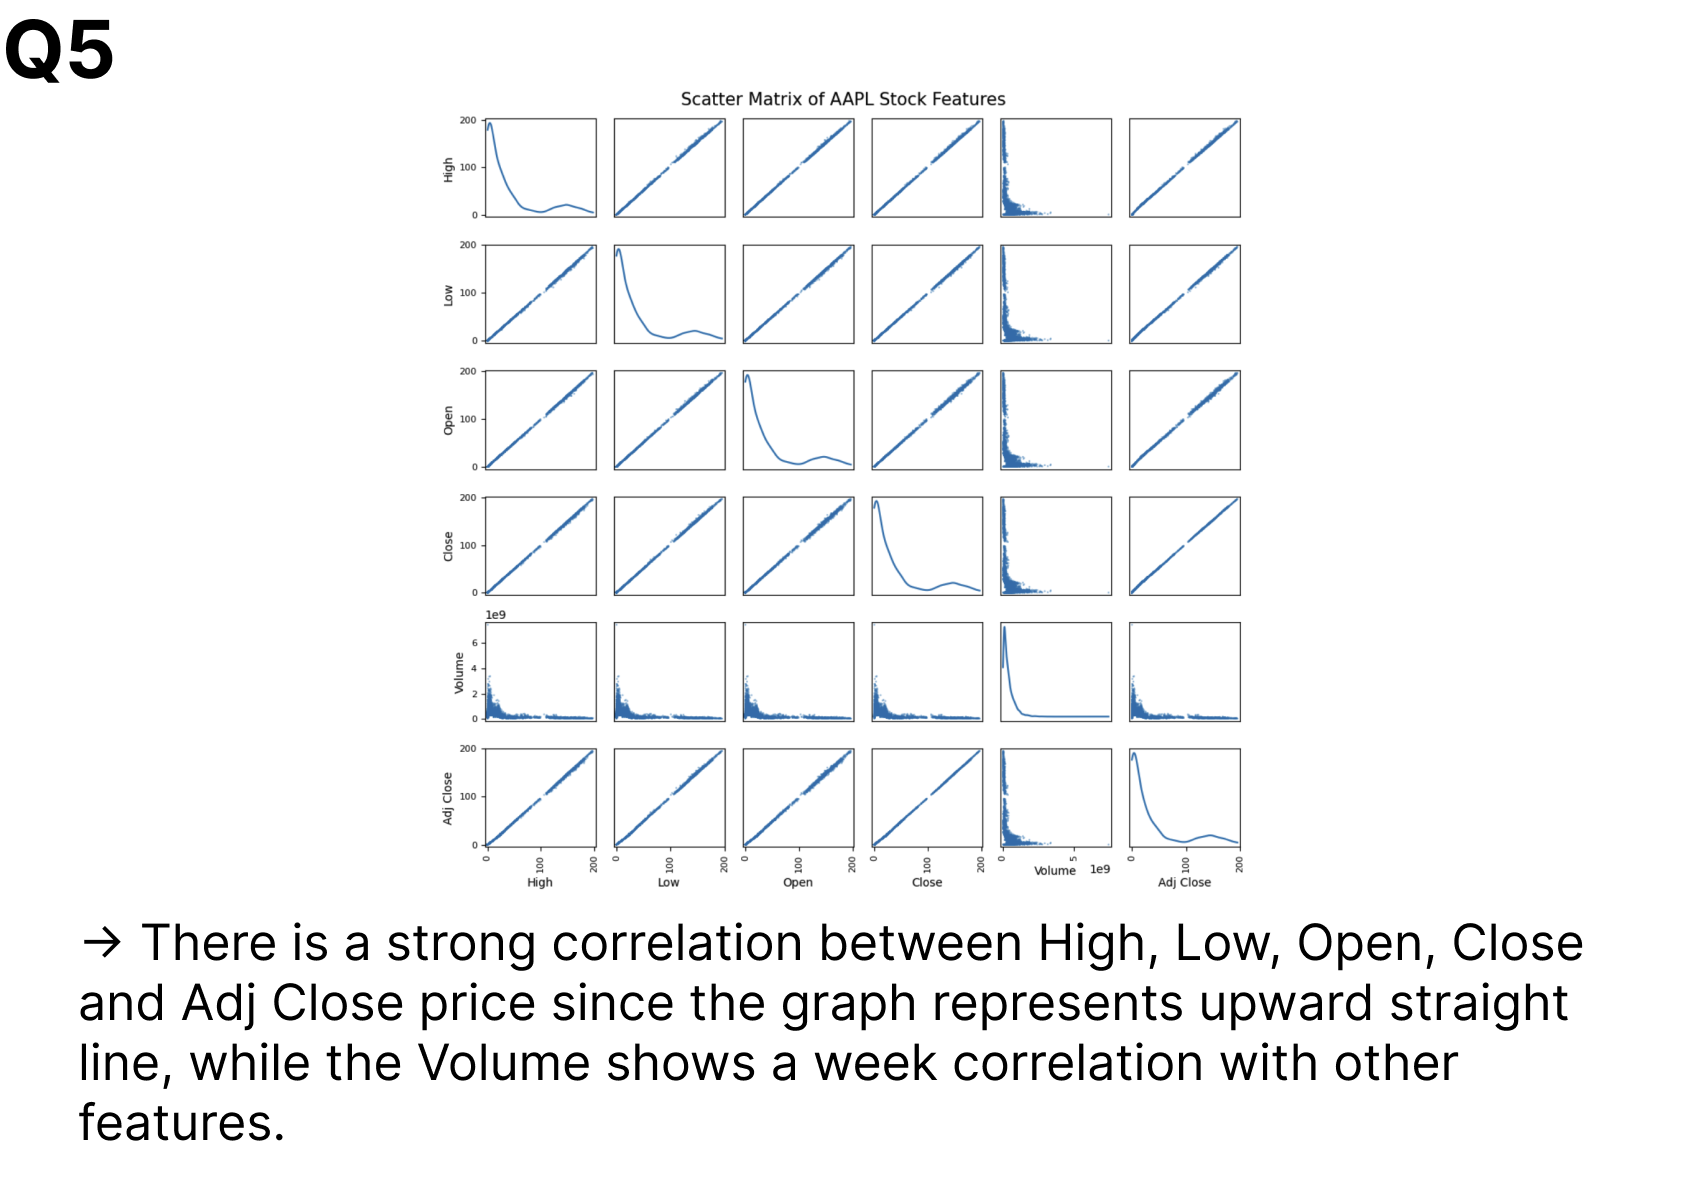 Q5
Scatter Matrix of AAPL Stock Features
200
100
0
High
200
100
0
Low
200
100
0
Open
200
100
0
Close
1e9
6
4
2
0
Volume
200
100
0
Adj Close
0 100 200
0 100 200
0 100 200
0 100 200
0 5 1e9
0 100 200
High Low Open Close Volume Adj Close
→ There is a strong correlation between High, Low, Open, Close
and Adj Close price since the graph represents upward straight
line, while the Volume shows a week correlation with other
features.